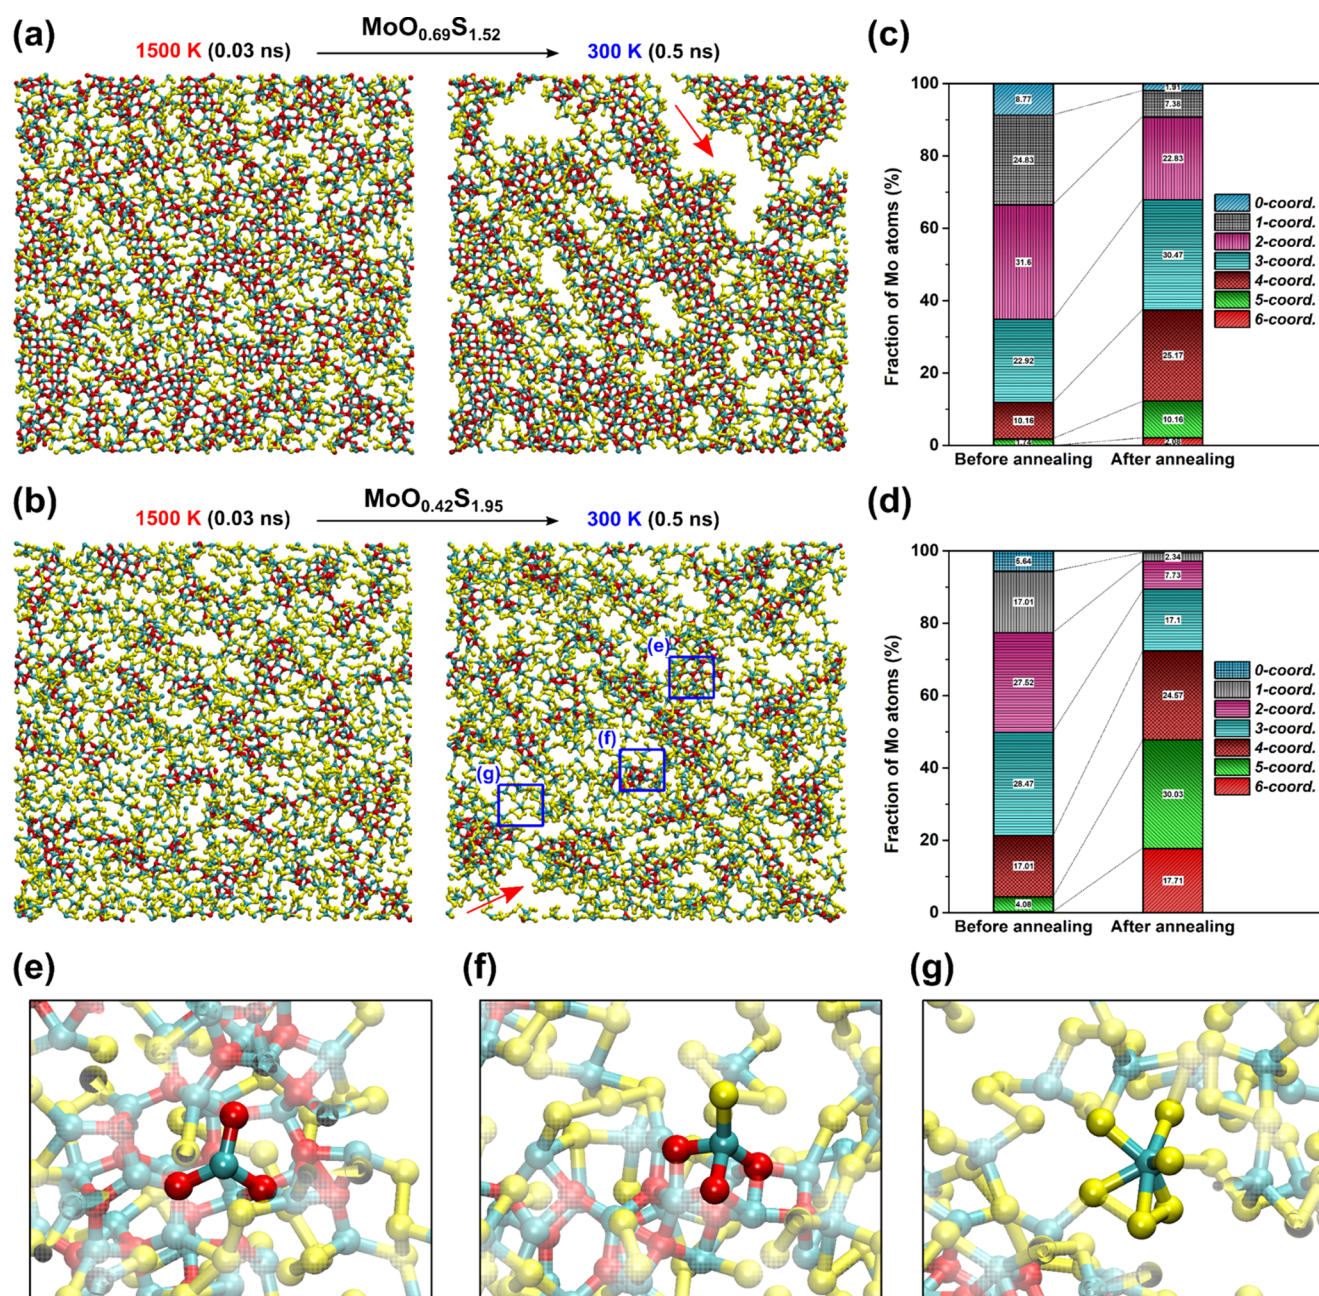 (a)
MoO0.69S1.52
1500 K (0.03 ns)
300 K (0.5 ns)
(c)
Fraction of Mo atoms (%)
100
80
60
40
20
0
8.77
24.83
31.6
22.92
10.16
1.74
1.91
7.38
22.83
30.47
25.17
10.16
2.08
Before annealing
After annealing
0-coord.
1-coord.
2-coord.
3-coord.
4-coord.
5-coord.
6-coord.
(b)
MoO0.42S1.95
1500 K (0.03 ns)
300 K (0.5 ns)
(e)
(f)
(g)
(d)
Fraction of Mo atoms (%)
100
80
60
40
20
0
5.64
17.01
27.52
28.47
17.01
4.08
2.34
7.73
17.1
24.57
30.03
17.71
Before annealing
After annealing
0-coord.
1-coord.
2-coord.
3-coord.
4-coord.
5-coord.
6-coord.
(e)
(f)
(g)